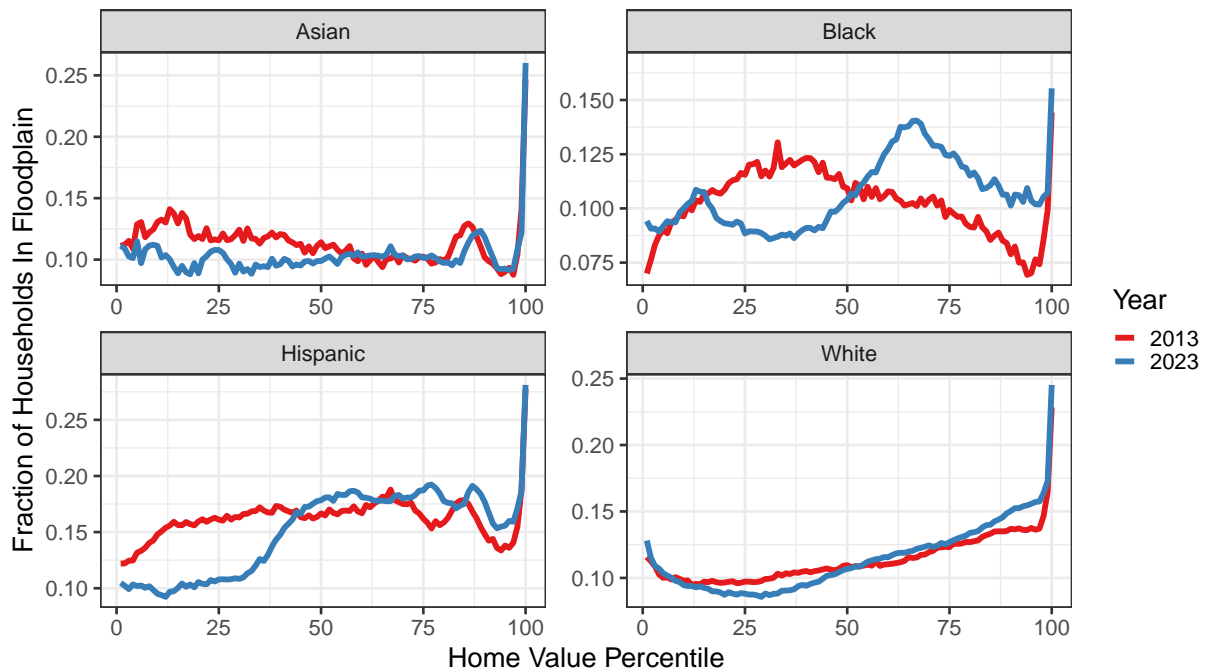 Asian
Black
0.25
0.20
0.15
0.10
0.150
0.125
0.100
0.075
0 25 50 75 100
0 25 50 75 100
Hispanic
White
0.25
0.20
0.15
0.10
0.25
0.20
0.15
0.10
0 25 50 75 100
0 25 50 75 100
Fraction of Households In Floodplain
Home Value Percentile
Year
2013
2023